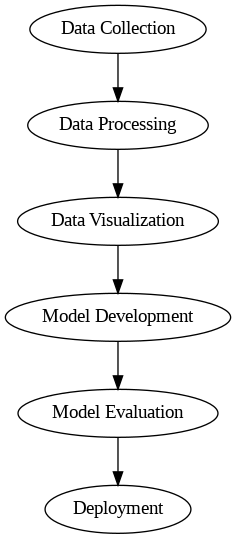 Data Collection
Data Processing
Data Visualization
Model Development
Model Evaluation
Deployment